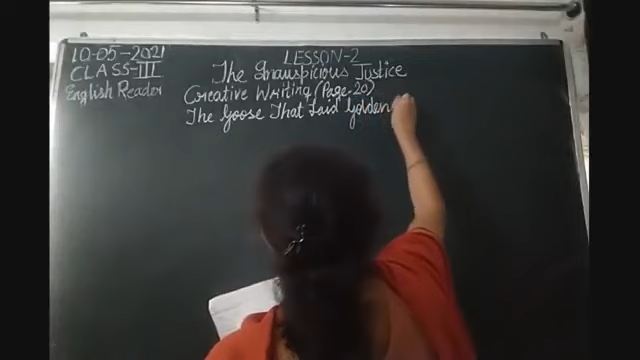 10-05-2021
CLASS-III
English Reader
LESSON-2
The Inauspicious Justice
Creative Writing (Page-20)
The Goose That Laid Golden